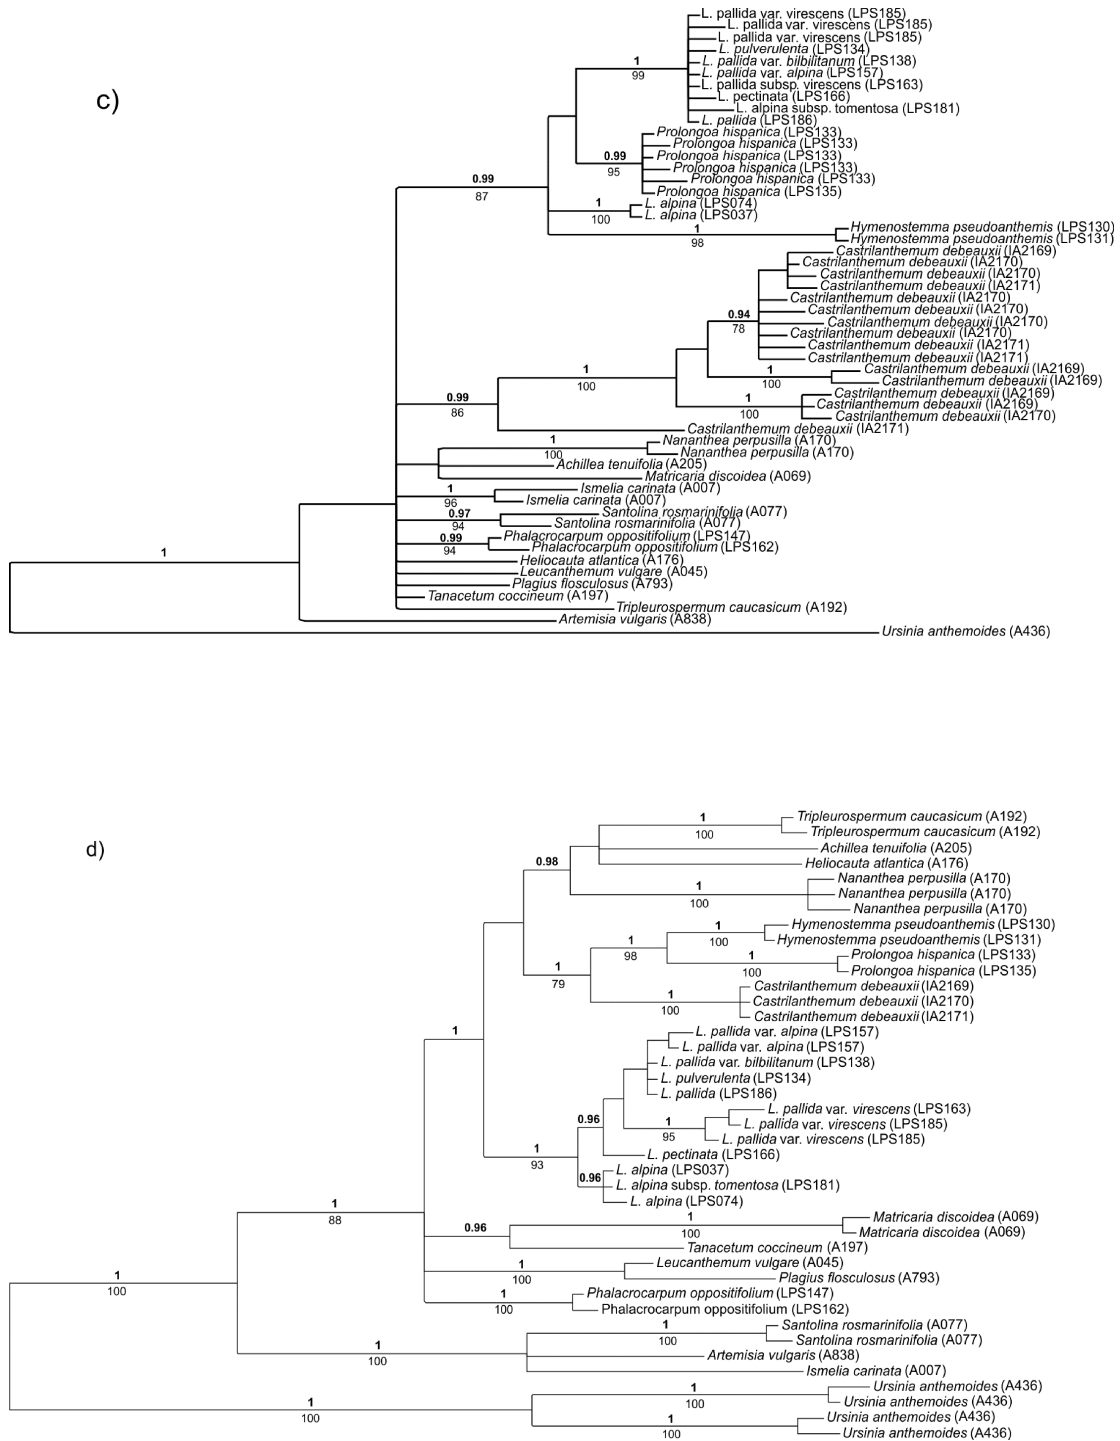 c)
L. pallida var. virescens (LPS185)
L. pallida var. virescens (LPS185)
L. pallida var. virescens (LPS185)
L. pulverulenta (LPS134)
1
L. pallida var. bilbilitanum (LPS138)
99
L. pallida var. alpina (LPS157)
L. pallida subsp. virescens (LPS163)
L. pectinata (LPS166)
L. alpina subsp. tomentosa (LPS181)
L. pallida (LPS186)
Prolongoa hispanica (LPS133)
Prolongoa hispanica (LPS133)
0.99
Prolongoa hispanica (LPS133)
95
Prolongoa hispanica (LPS133)
0.99
Prolongoa hispanica (LPS133)
87
Prolongoa hispanica (LPS135)
1
L. alpina (LPS074)
100
L. alpina (LPS037)
1
Hymenostemma pseudoanthemis (LPS130)
98
Hymenostemma pseudoanthemis (LPS131)
Castrilanthemum debeauxii (IA2169)
Castrilanthemum debeauxii (IA2170)
Castrilanthemum debeauxii (IA2170)
Castrilanthemum debeauxii (IA2171)
Castrilanthemum debeauxii (IA2170)
0.94
Castrilanthemum debeauxii (IA2170)
78
Castrilanthemum debeauxii (IA2170)
Castrilanthemum debeauxii (IA2170)
Castrilanthemum debeauxii (IA2171)
Castrilanthemum debeauxii (IA2171)
1
100
1
Castrilanthemum debeauxii (IA2169)
100
Castrilanthemum debeauxii (IA2169)
0.99
86
1
Castrilanthemum debeauxii (IA2169)
100
Castrilanthemum debeauxii (IA2169)
Castrilanthemum debeauxii (IA2170)
Castrilanthemum debeauxii (IA2171)
1
Nananthea perpusilla (A170)
100
Nananthea perpusilla (A170)
Achillea tenuifolia (A205)
Matricaria discoidea (A069)
1
Ismelia carinata (A007)
96
Ismelia carinata (A007)
0.97
Santolina rosmarinifolia (A077)
94
Santolina rosmarinifolia (A077)
0.99
Phalacrocarpum oppositifolium (LPS147)
94
Phalacrocarpum oppositifolium (LPS162)
1
Heliocauta atlantica (A176)
Leucanthemum vulgare (A045)
Plagius flosculosus (A793)
Tanacetum coccineum (A197)
Tripleurospermum caucasicum (A192)
Artemisia vulgaris (A838)
Ursinia anthemoides (A436)
d)
1
Tripleurospermum caucasicum (A192)
100
Tripleurospermum caucasicum (A192)
Achillea tenuifolia (A205)
0.98
Heliocauta atlantica (A176)
1
Nananthea perpusilla (A170)
100
Nananthea perpusilla (A170)
Nananthea perpusilla (A170)
1
Hymenostemma pseudoanthemis (LPS130)
100
Hymenostemma pseudoanthemis (LPS131)
1
98
1
Prolongoa hispanica (LPS133)
100
Prolongoa hispanica (LPS135)
1
79
1
Castrilanthemum debeauxii (IA2169)
100
Castrilanthemum debeauxii (IA2170)
Castrilanthemum debeauxii (IA2171)
1
L. pallida var. alpina (LPS157)
L. pallida var. alpina (LPS157)
L. pallida var. bilbilitanum (LPS138)
L. pulverulenta (LPS134)
L. pallida (LPS186)
0.96
L. pallida var. virescens (LPS163)
1
L. pallida var. virescens (LPS185)
95
L. pallida var. virescens (LPS185)
1
93
L. pectinata (LPS166)
0.96
L. alpina (LPS037)
L. alpina subsp. tomentosa (LPS181)
L. alpina (LPS074)
1
88
1
Matricaria discoidea (A069)
100
Matricaria discoidea (A069)
0.96
Tanacetum coccineum (A197)
1
100
Leucanthemum vulgare (A045)
100
Plagius flosculosus (A793)
1
Phalacrocarpum oppositifolium (LPS147)
100
Phalacrocarpum oppositifolium (LPS162)
1
Santolina rosmarinifolia (A077)
100
Santolina rosmarinifolia (A077)
1
100
Artemisia vulgaris (A838)
Ismelia carinata (A007)
1
Ursinia anthemoides (A436)
100
Ursinia anthemoides (A436)
1
100
1
Ursinia anthemoides (A436)
100
Ursinia anthemoides (A436)